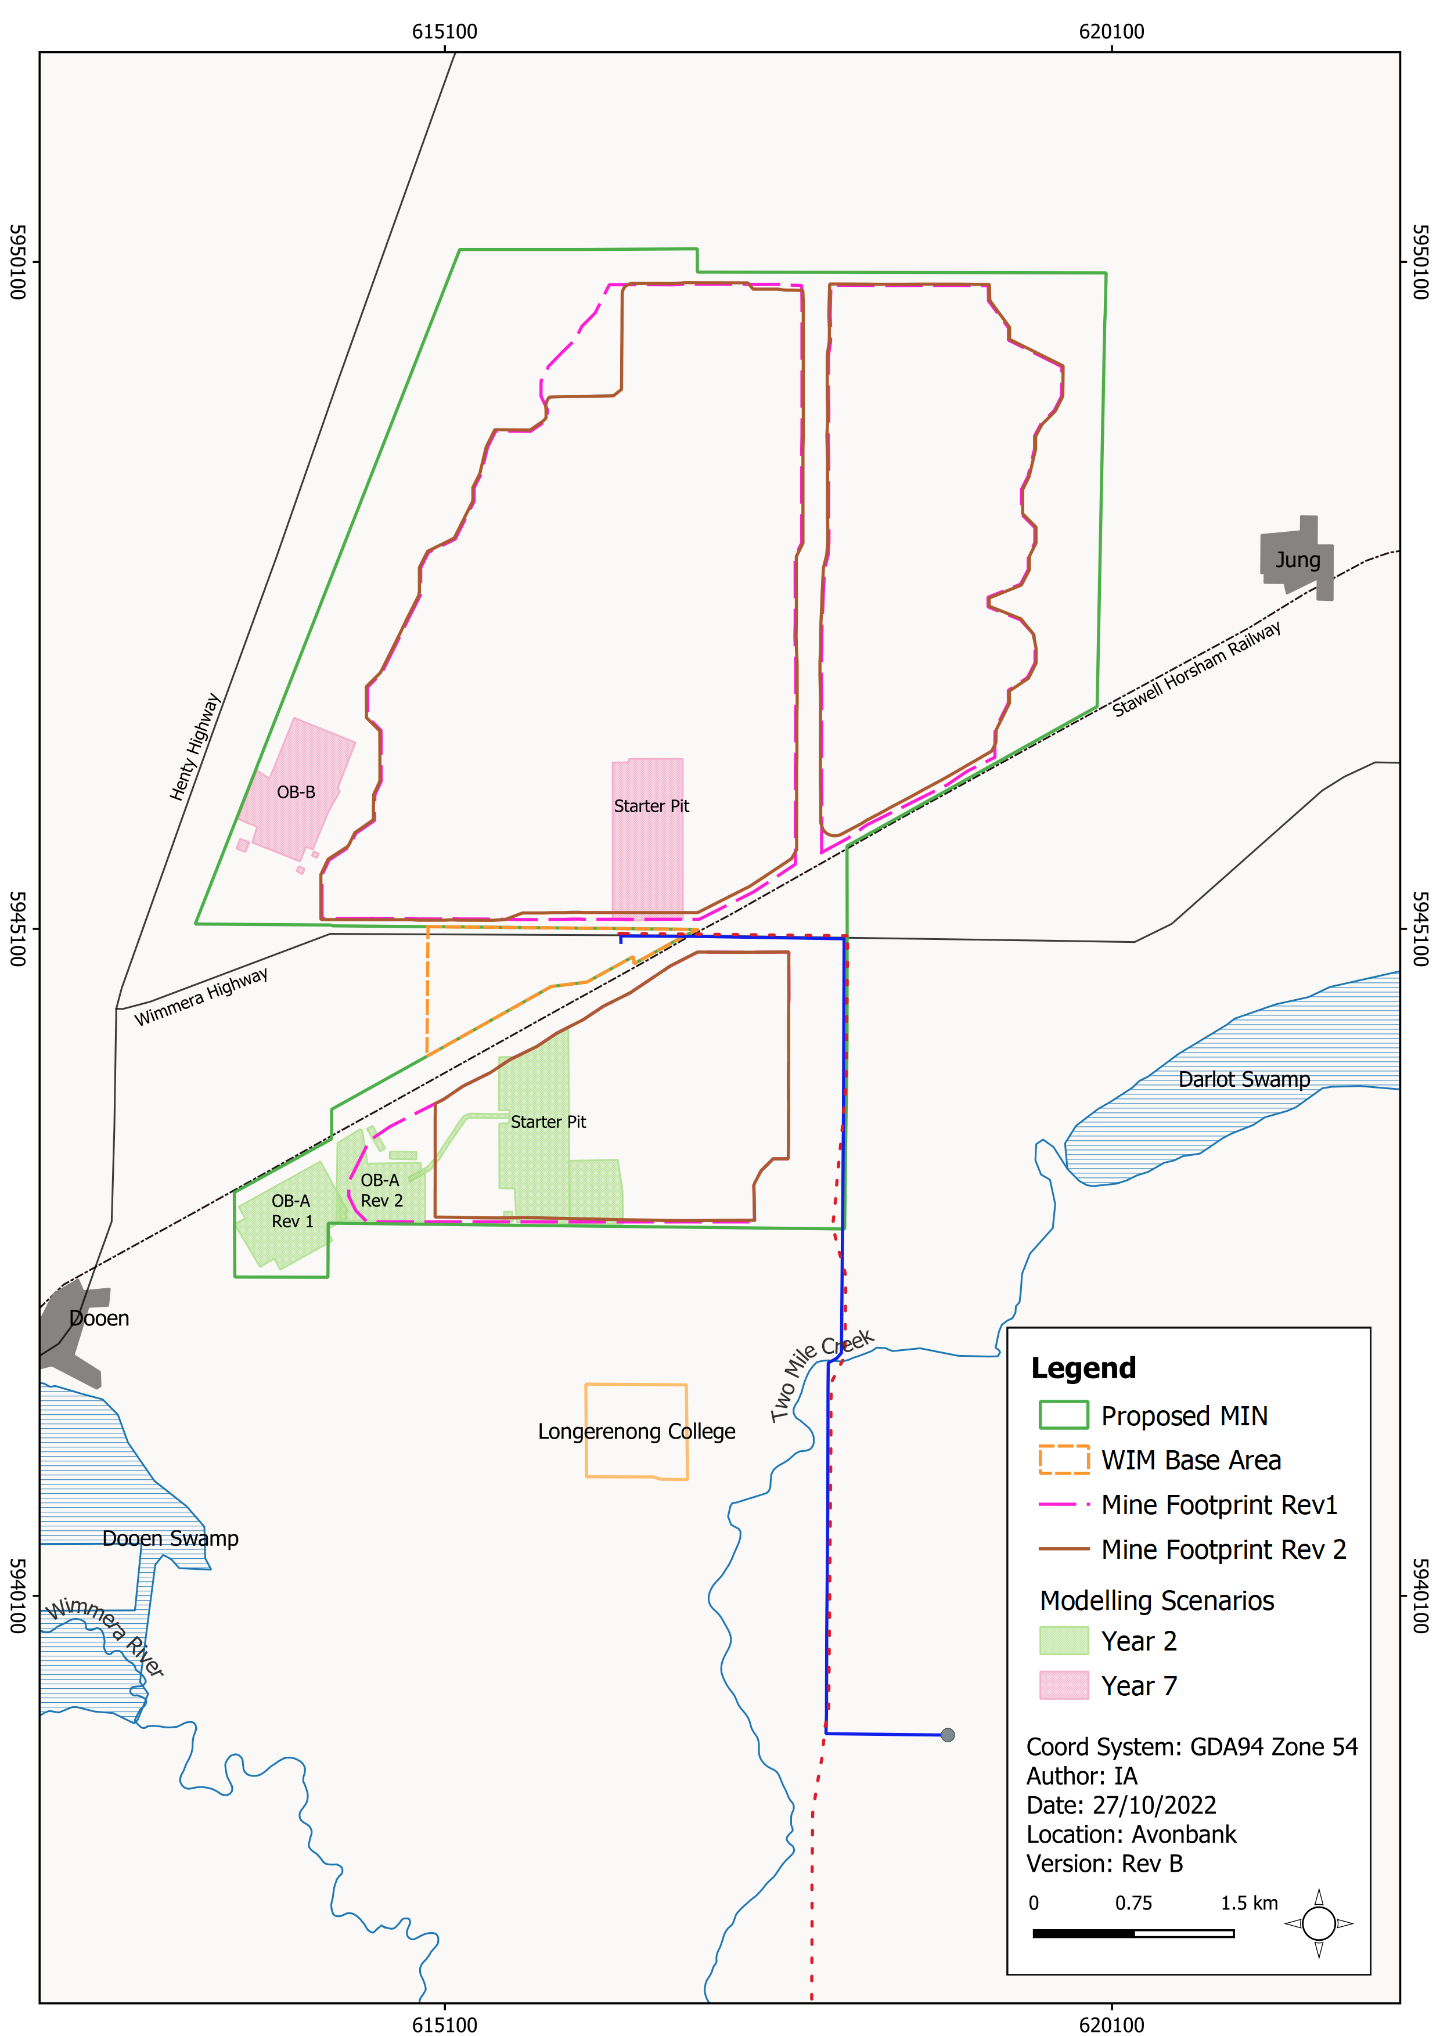 615100
620100
5950100
5950100
Jung
Stawell Horsham Railway
Henty Highway
OB-B
Starter Pit
5945100
5945100
Wimmera Highway
Darlot Swamp
Starter Pit
OB-A
Rev 2
OB-A
Rev 1
Dooen
Two Mile Creek
Longerenong College
Dooen Swamp
Wimmera River
5940100
5940100
Legend
Proposed MIN
WIM Base Area
Mine Footprint Rev1
Mine Footprint Rev 2
Modelling Scenarios
Year 2
Year 7
Coord System: GDA94 Zone 54
Author: IA
Date: 27/10/2022
Location: Avonbank
Version: Rev B
0 0.75 1.5 km
615100
620100